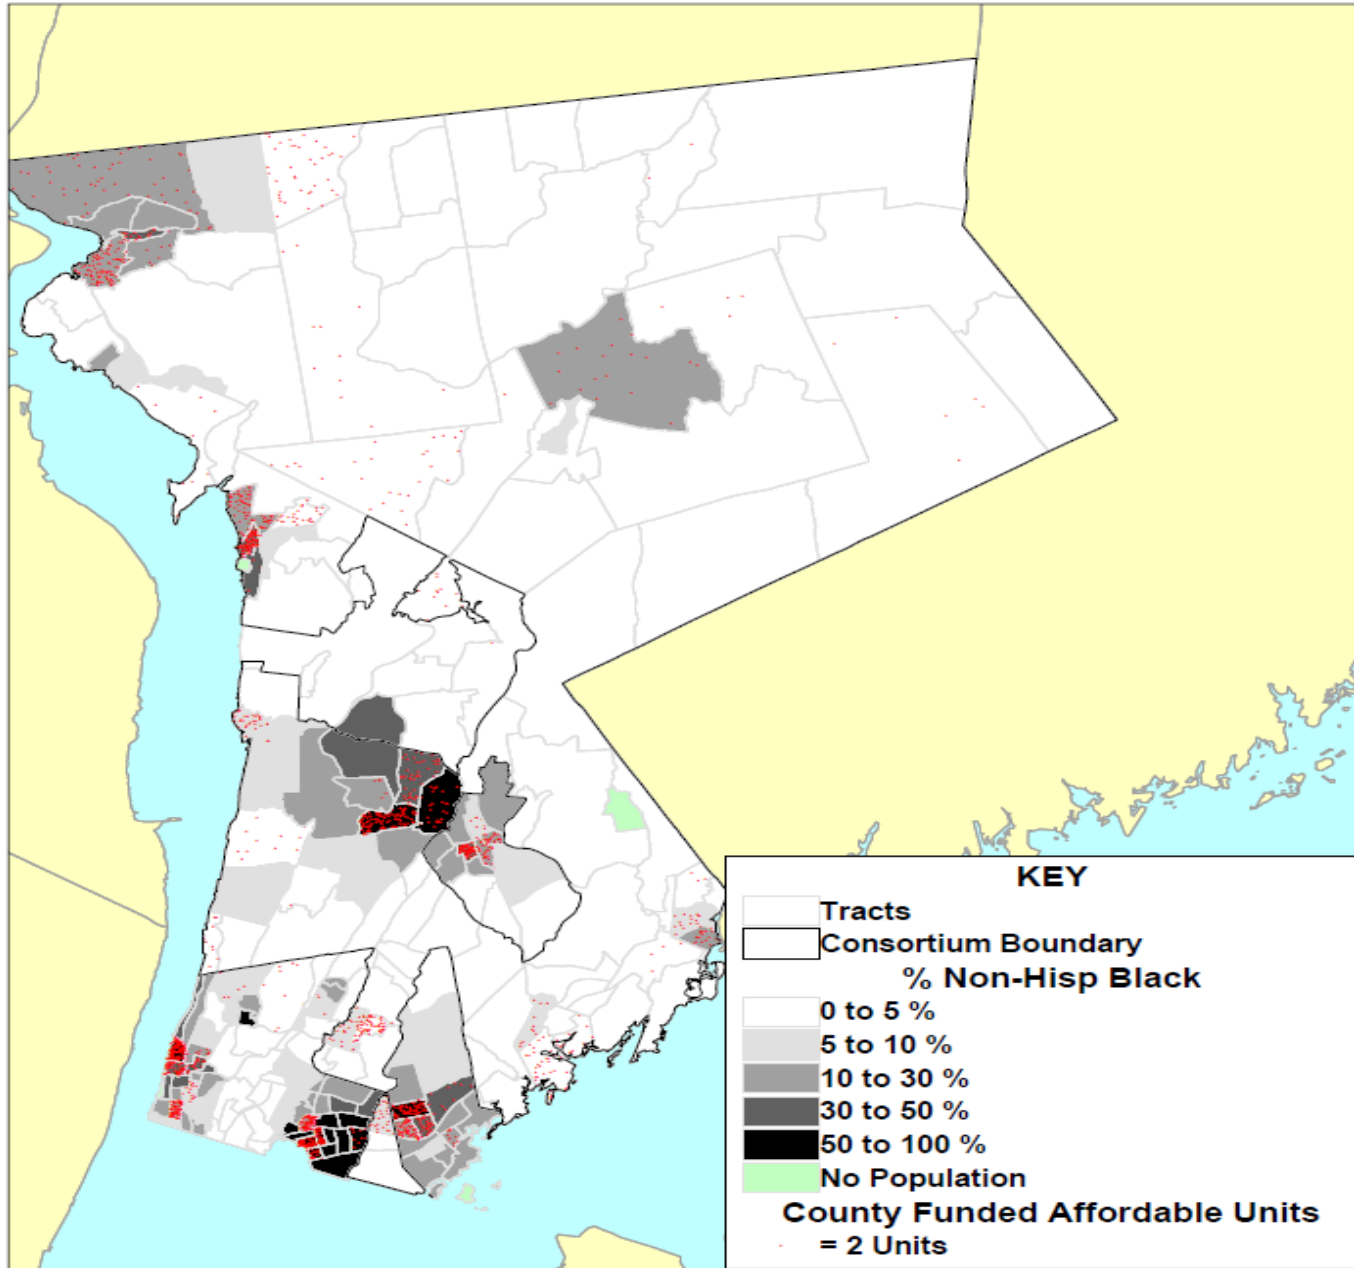 KEY
Tracts
Consortium Boundary
% Non-Hisp Black
0 to 5 %
5 to 10 %
10 to 30 %
30 to 50 %
50 to 100 %
No Population
County Funded Affordable Units
= 2 Units